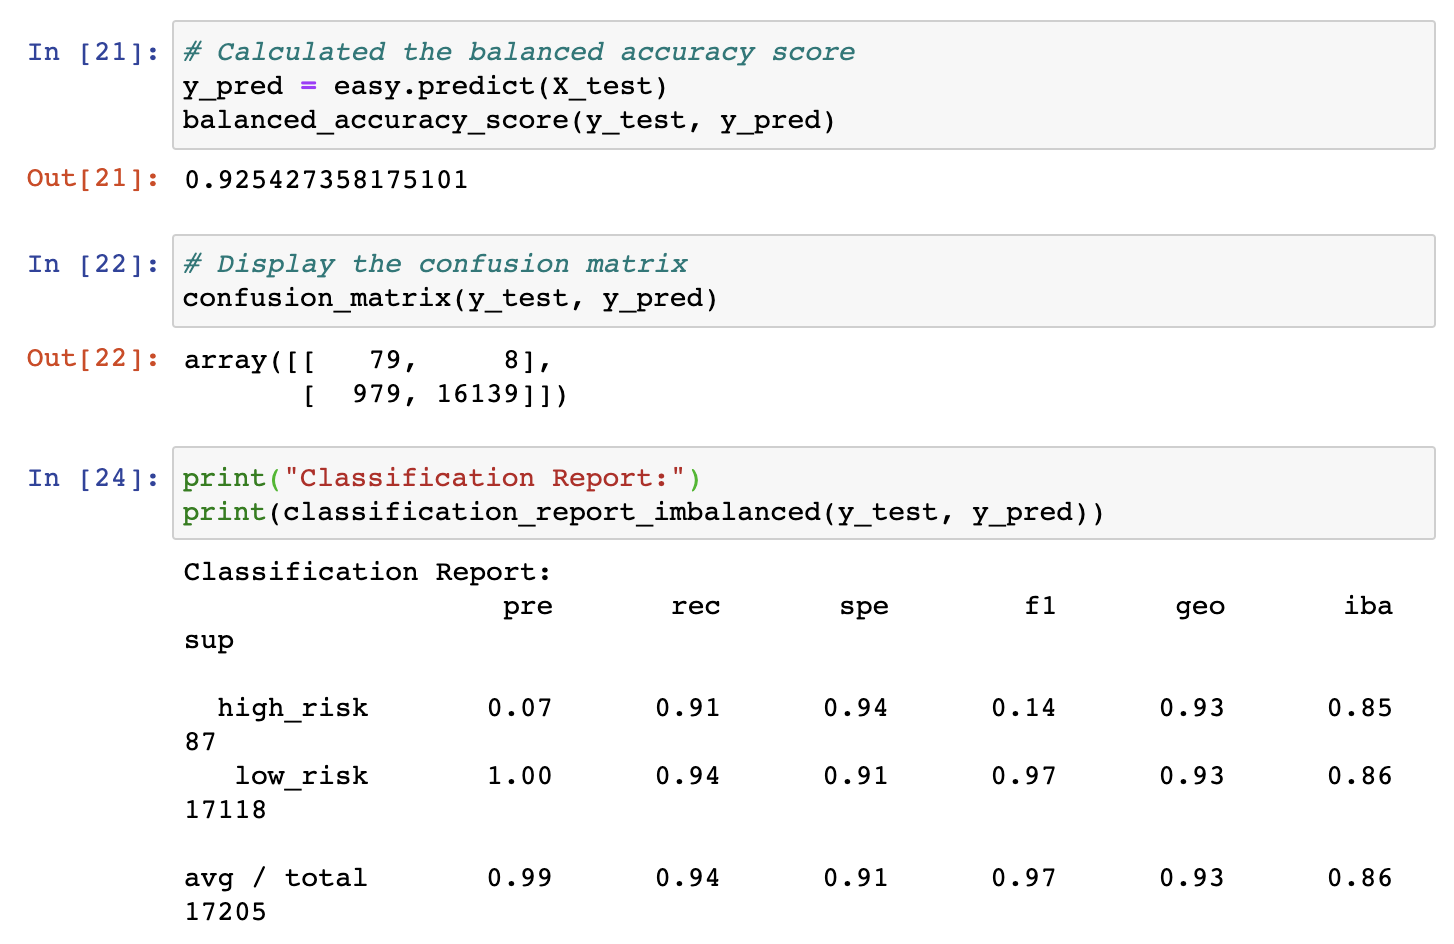 In [21]: # Calculated the balanced accuracy score
y_pred = easy.predict(X_test)
balanced_accuracy_score(y_test, y_pred)
Out[21]: 0.925427358175101
In [22]: # Display the confusion matrix
confusion_matrix(y_test, y_pred)
Out[22]: array([[   79,     8],
       [  979, 16139]])
In [24]: print("Classification Report:")
print(classification_report_imbalanced(y_test, y_pred))
Classification Report:
                   pre       rec       spe        f1       geo       iba
sup
  high_risk       0.07      0.91      0.94      0.14      0.93      0.85
87
   low_risk       1.00      0.94      0.91      0.97      0.93      0.86
17118
avg / total       0.99      0.94      0.91      0.97      0.93      0.86
17205